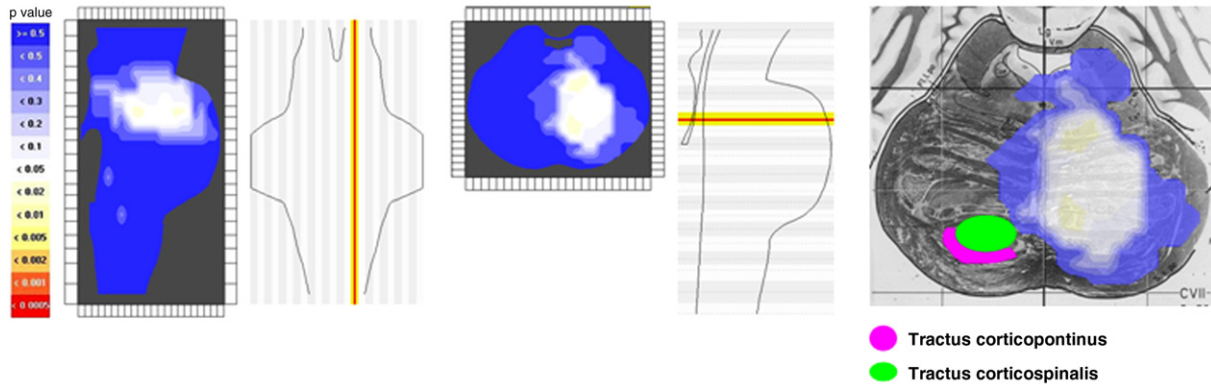 p value
>= 0.5
< 0.5
< 0.4
< 0.3
< 0.2
< 0.1
< 0.05
< 0.02
< 0.01
< 0.005
< 0.002
< 0.001
< 0.0005
Vm
CVII
Tractus corticopontinus
Tractus corticospinalis